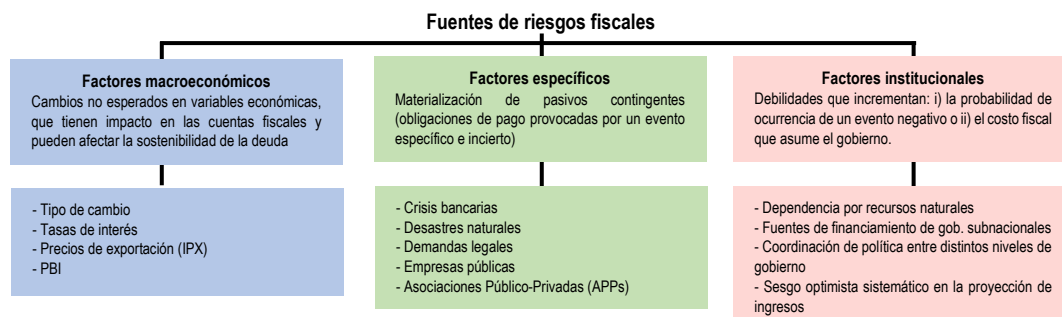 Fuentes de riesgos fiscales
Factores macroeconómicos
Cambios no esperados en variables económicas,
que tienen impacto en las cuentas fiscales y
pueden afectar la sostenibilidad de la deuda
Factores específicos
Materialización de pasivos contingentes
(obligaciones de pago provocadas por un evento
específico e incierto)
Factores institucionales
Debilidades que incrementan: i) la probabilidad de
ocurrencia de un evento negativo o ii) el costo fiscal
que asume el gobierno.
- Tipo de cambio
- Tasas de interés
- Precios de exportación (IPX)
- PBI
- Crisis bancarias
- Desastres naturales
- Demandas legales
- Empresas públicas
- Asociaciones Público-Privadas (APPs)
- Dependencia por recursos naturales
- Fuentes de financiamiento de gob. subnacionales
- Coordinación de política entre distintos niveles de
gobierno
- Sesgo optimista sistemático en la proyección de
ingresos